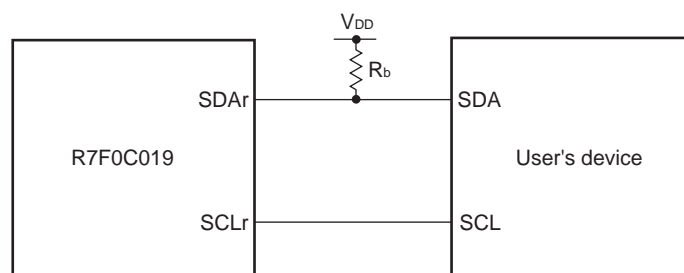 VDD
Rb
SDAr
SDA
R7F0C019
User's device
SCLr
SCL